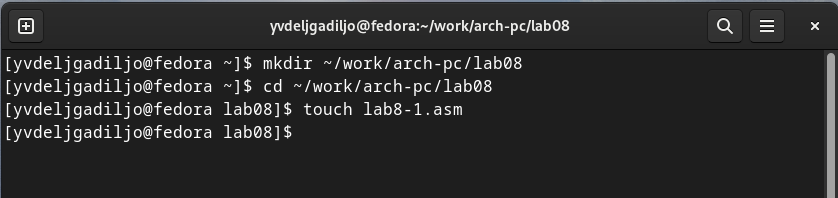 yvdeljgadiljo@fedora:~/work/arch-pc/lab08
[yvdeljgadiljo@fedora ~]$ mkdir ~/work/arch-pc/lab08
[yvdeljgadiljo@fedora ~]$ cd ~/work/arch-pc/lab08
[yvdeljgadiljo@fedora lab08]$ touch lab8-1.asm
[yvdeljgadiljo@fedora lab08]$